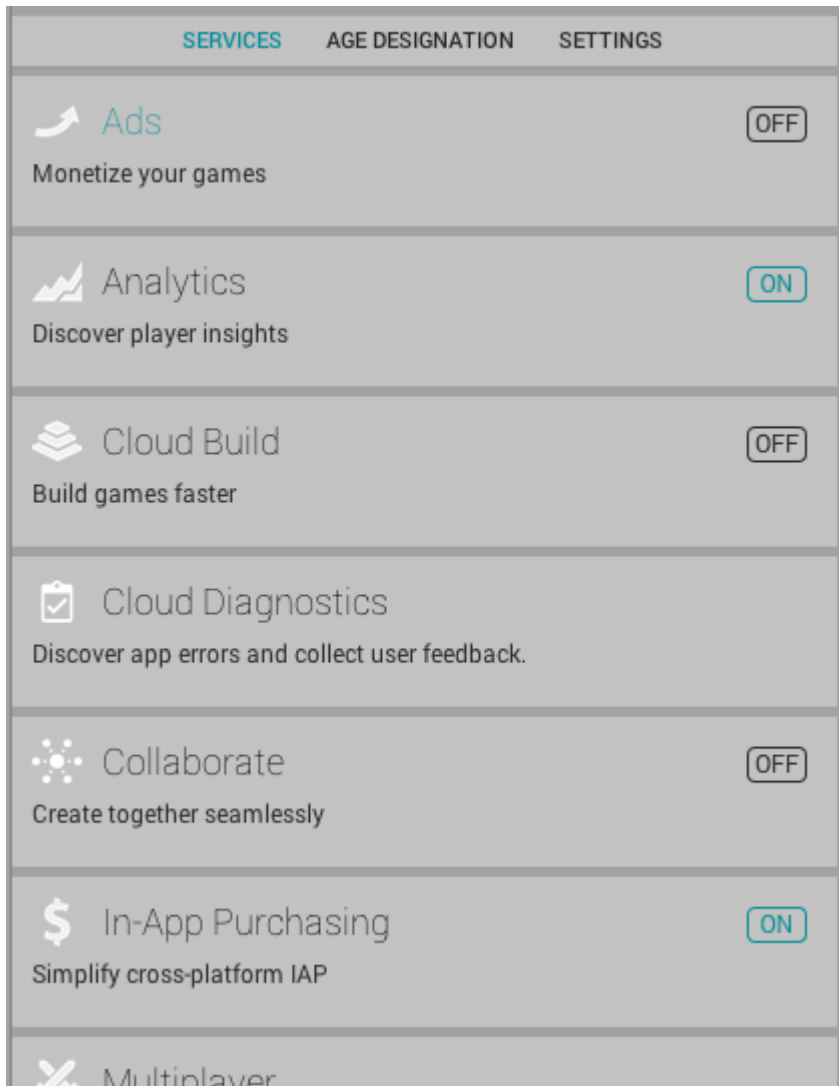 SERVICES AGE DESIGNATION SETTINGS
Ads OFF
Monetize your games
Analytics ON
Discover player insights
Cloud Build OFF
Build games faster
Cloud Diagnostics
Discover app errors and collect user feedback.
Collaborate OFF
Create together seamlessly
In-App Purchasing ON
Simplify cross-platform IAP
Multiplayer